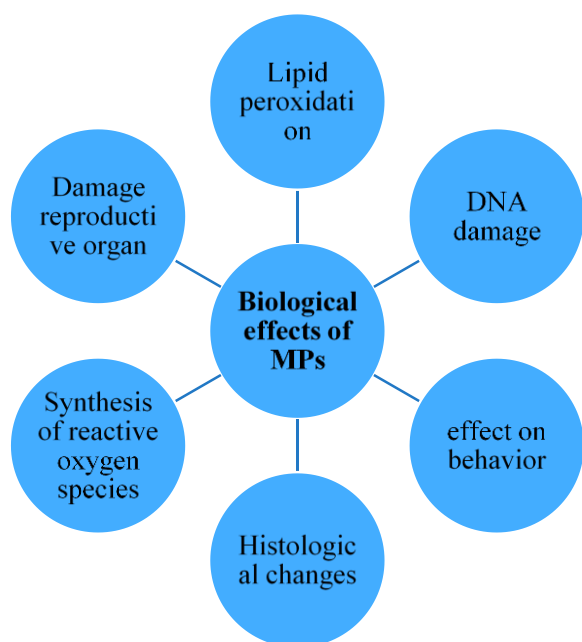 Lipid
peroxidati
on
Damage
reproducti
ve organ
DNA
damage
Biological
effects of
MPs
Synthesis
of reactive
oxygen
species
effect on
behavior
Histologic
al changes